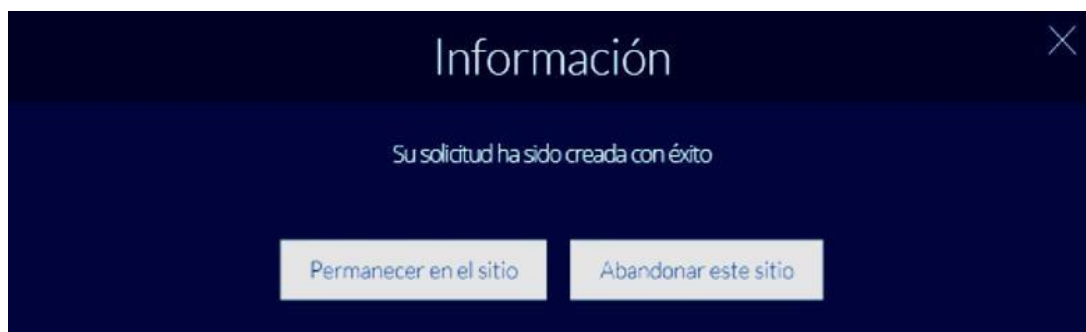 Información
Su solicitud ha sido creada con éxito
Permanecer en el sitio
Abandonar este sitio